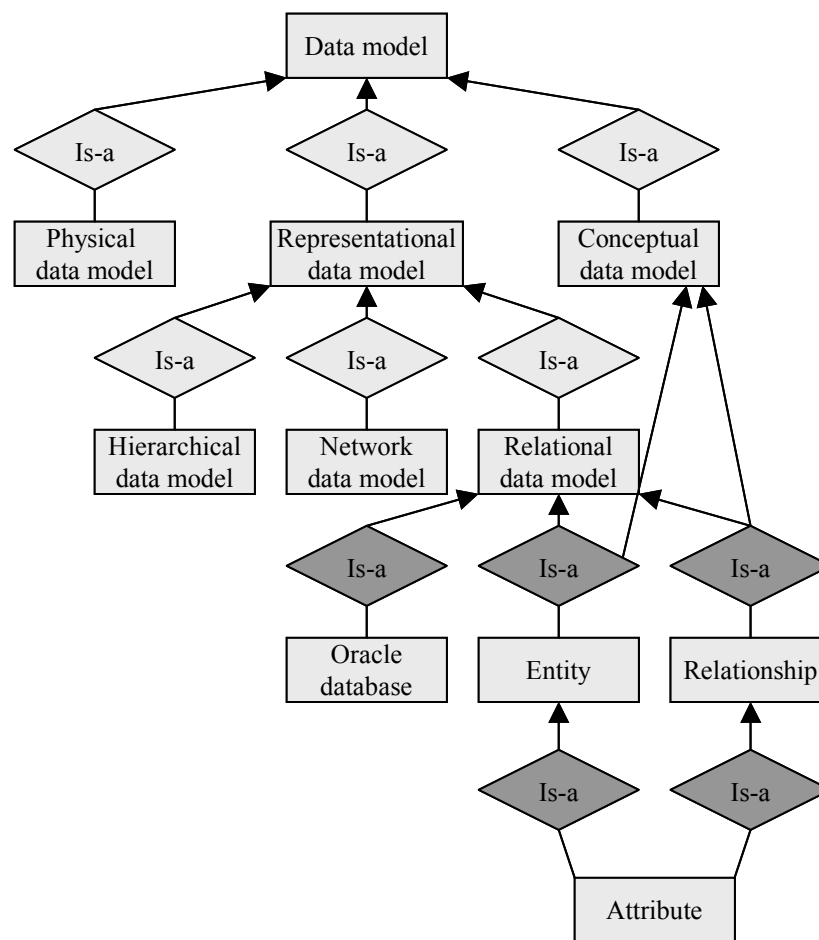 Data model
Is-a
Is-a
Is-a
Physical
data model
Representational
data model
Conceptual
data model
Is-a
Is-a
Is-a
Hierarchical
data model
Network
data model
Relational
data model
Is-a
Is-a
Is-a
Oracle
database
Entity
Relationship
Is-a
Is-a
Attribute